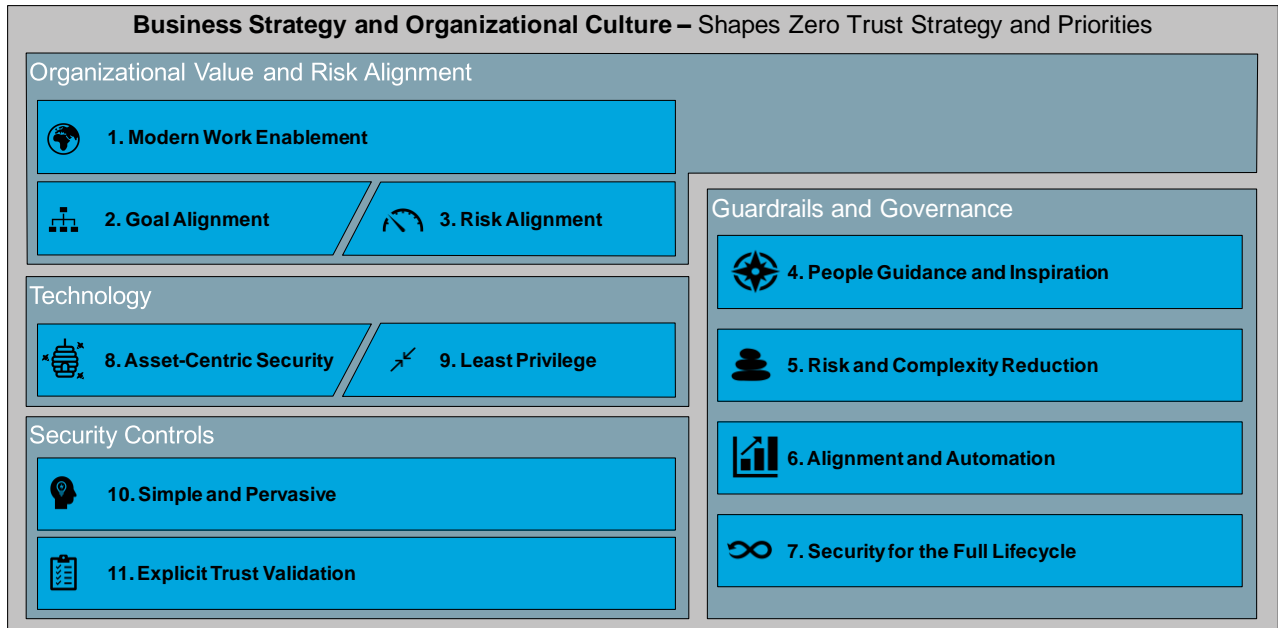 Business Strategy and Organizational Culture – Shapes Zero Trust Strategy and Priorities
Organizational Value and Risk Alignment
1. Modern Work Enablement
2. Goal Alignment
3. Risk Alignment
Guardrails and Governance
4. People Guidance and Inspiration
5. Risk and Complexity Reduction
6. Alignment and Automation
7. Security for the Full Lifecycle
Technology
8. Asset-Centric Security
9. Least Privilege
Security Controls
10. Simple and Pervasive
11. Explicit Trust Validation